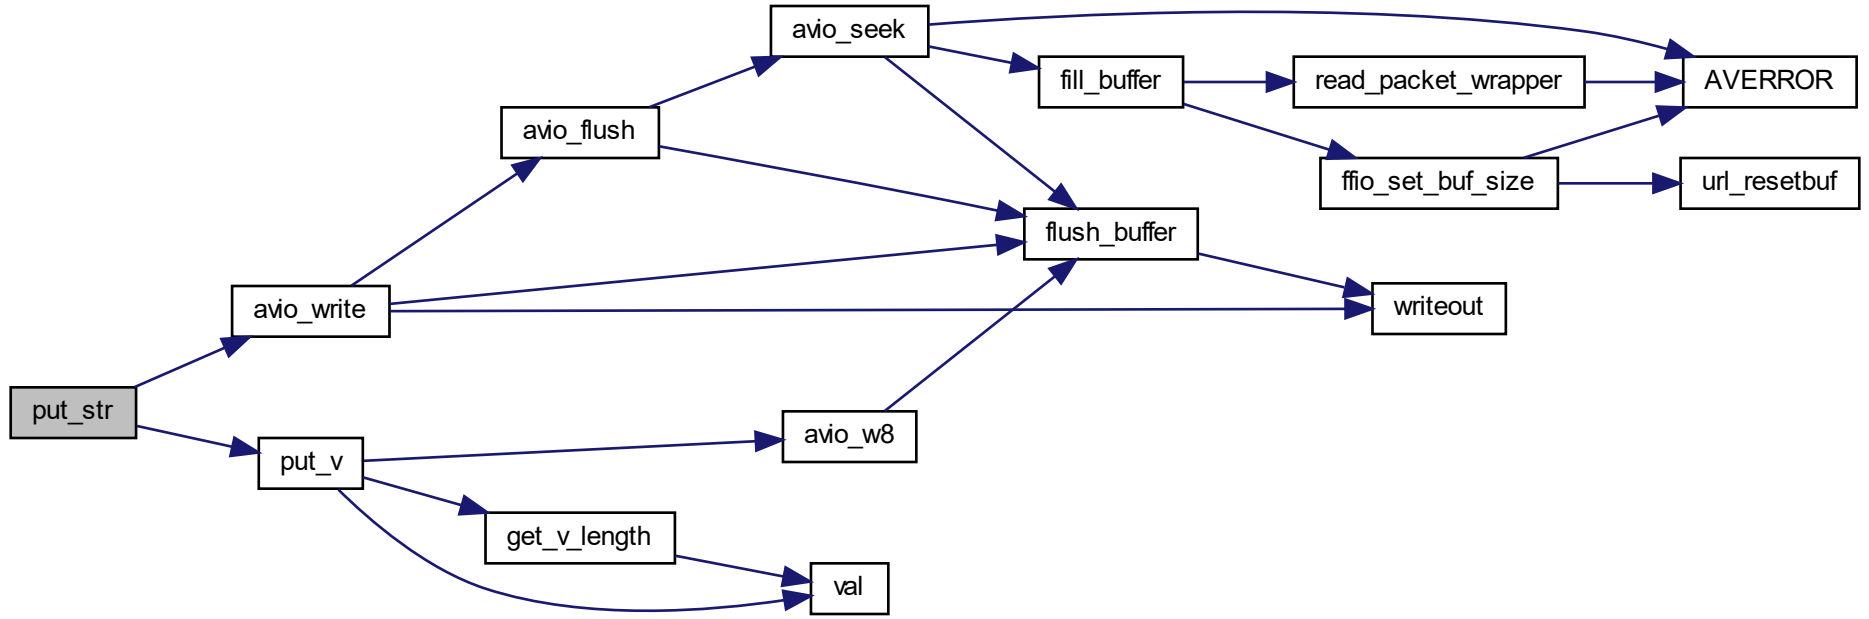 avio_seek
fill_buffer
read_packet_wrapper
AVERROR
avio_flush
ffio_set_buf_size
url_resetbuf
flush_buffer
avio_write
writeout
put_str
avio_w8
put_v
get_v_length
val